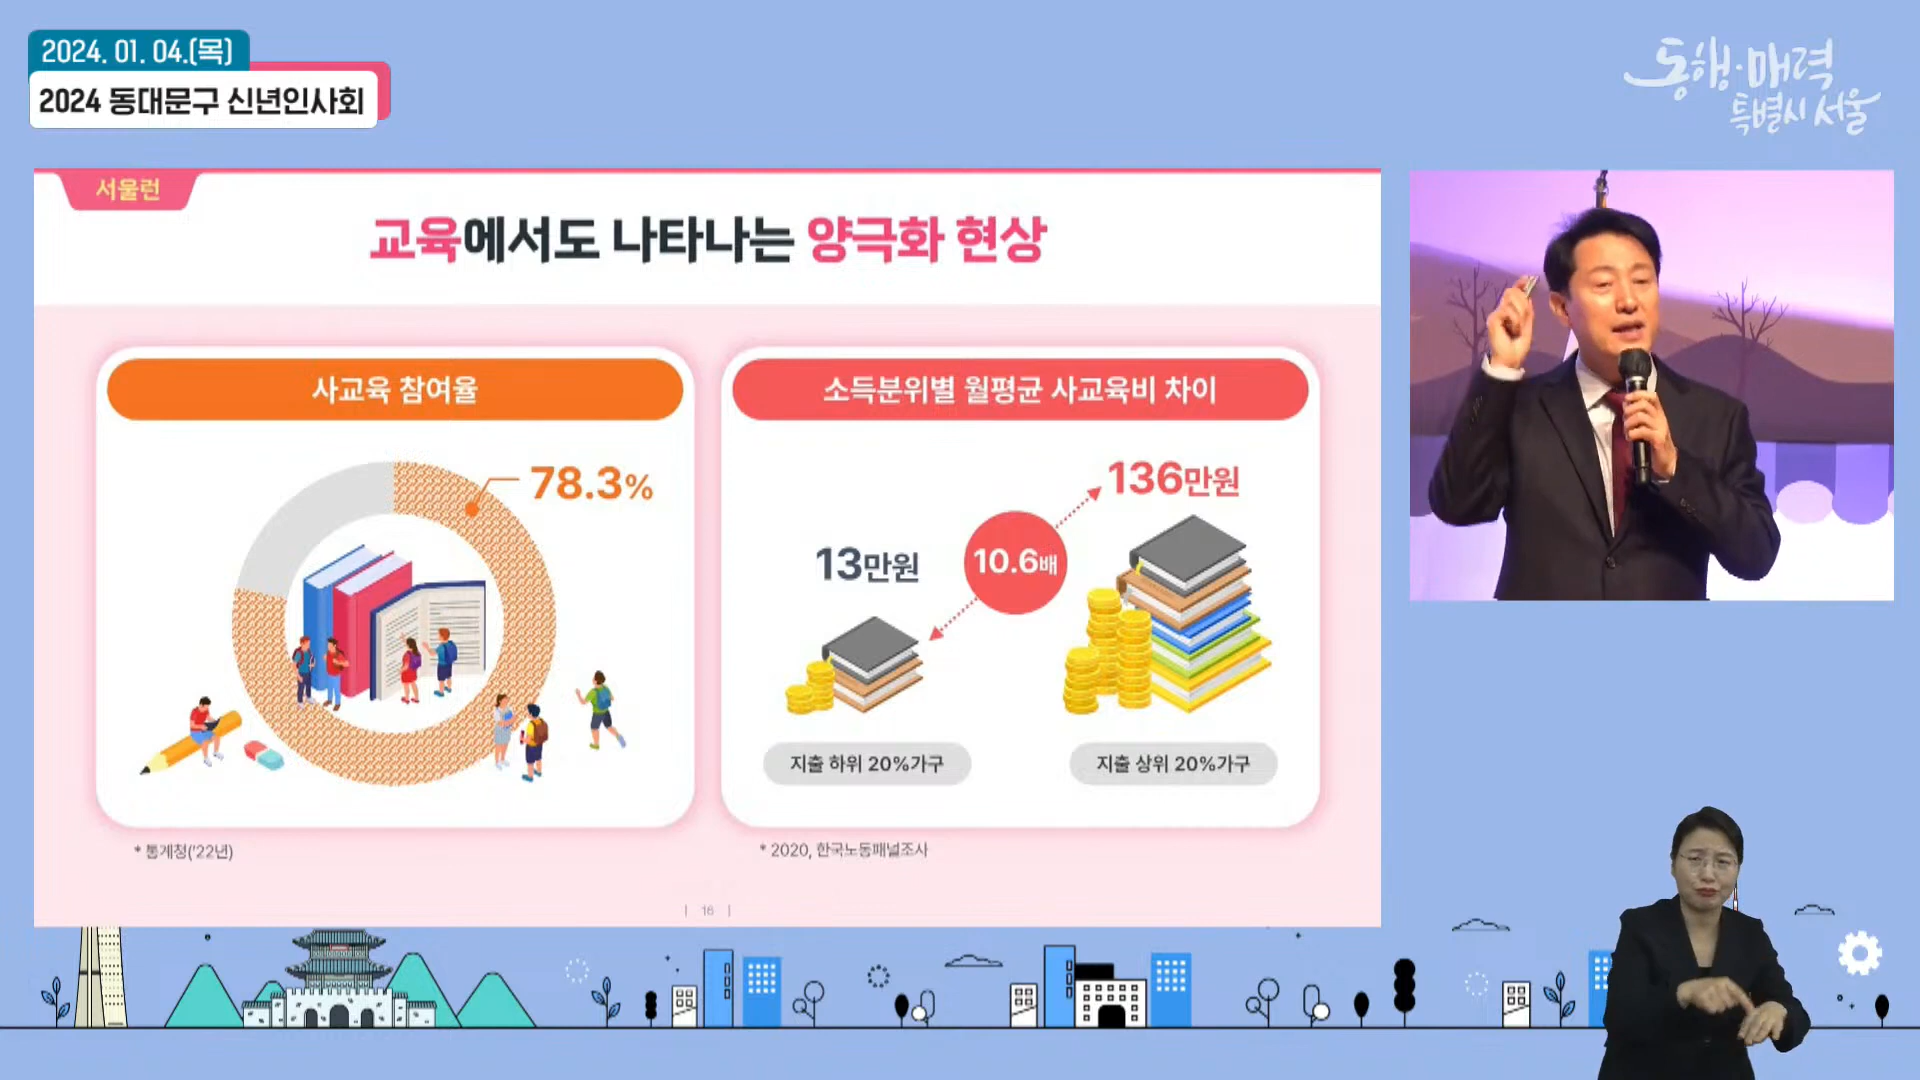 2024. 01. 04.(목)
2024 동대문구 신년인사회
동행·매력
특별시 서울
서울런
교육에서도 나타나는 양극화 현상
사교육 참여율
78.3%
* 통계청('22년)
소득분위별 월평균 사교육비 차이
136만원
13만원
10.6배
지출 하위 20%가구
지출 상위 20%가구
* 2020, 한국노동패널조사
| 16 |